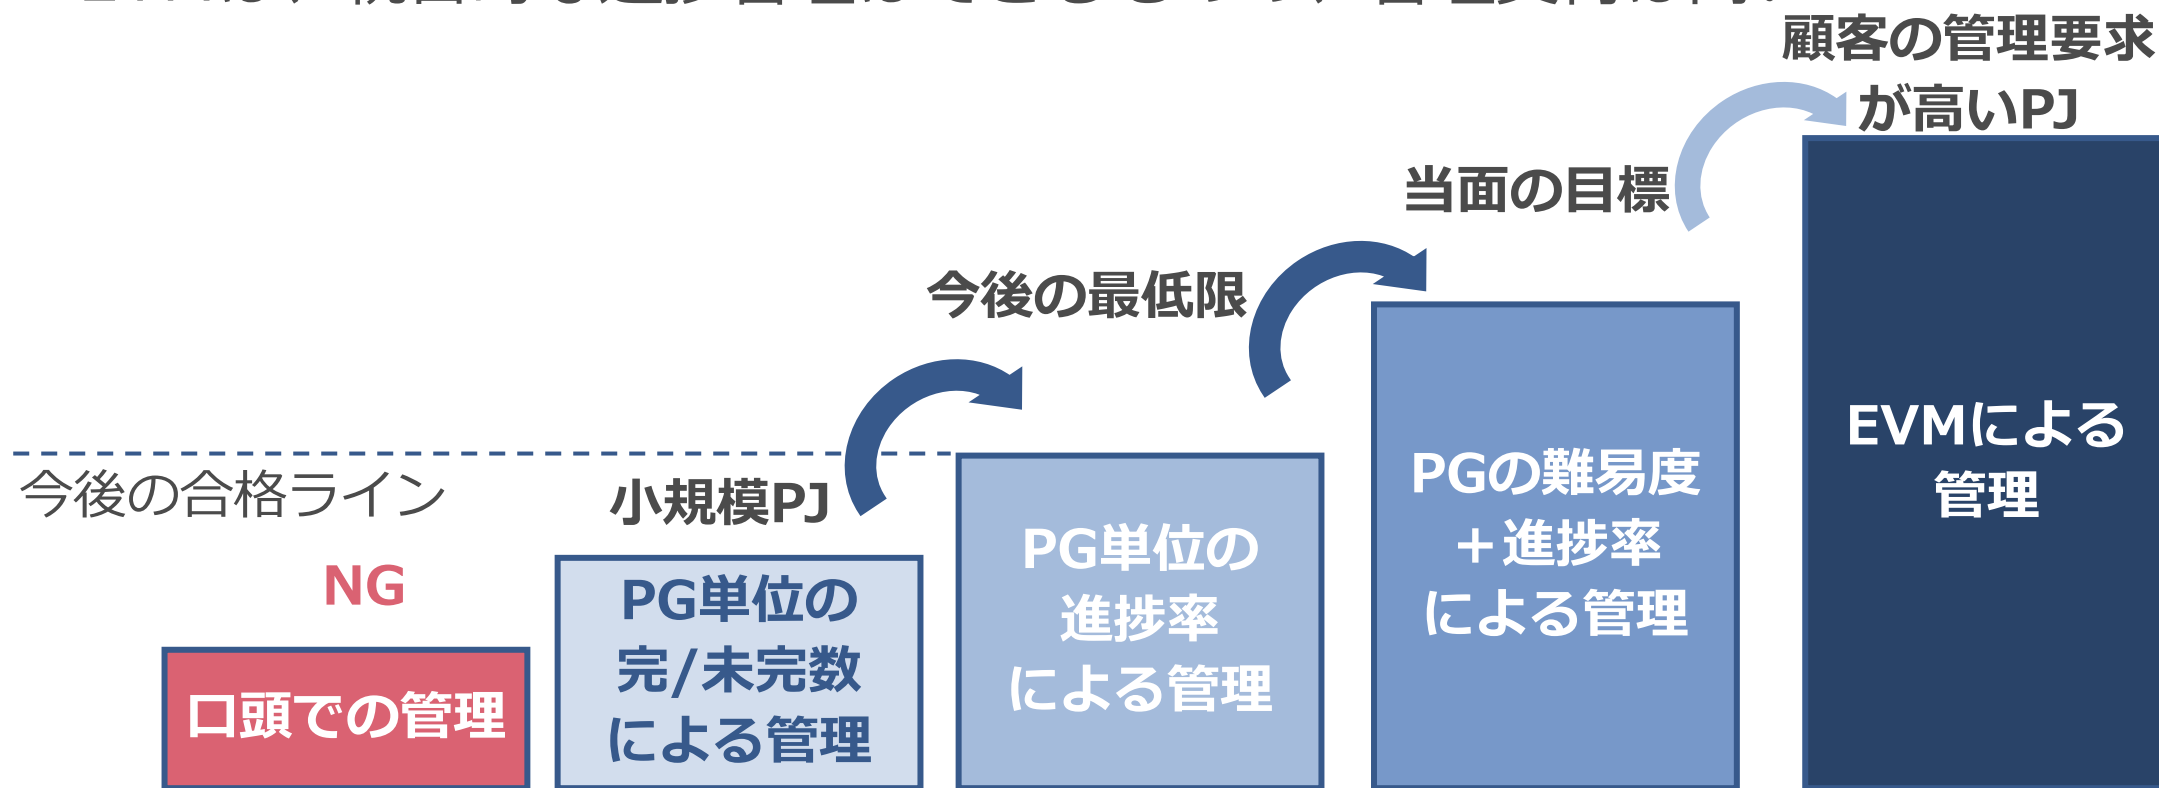 顧客の管理要求
が高いPJ
当面の目標
今後の最低限
今後の合格ライン
小規模PJ
NG
口頭での管理
PG単位の
完/未完数
による管理
PG単位の
進捗率
による管理
PGの難易度
+進捗率
による管理
EVMによる
管理